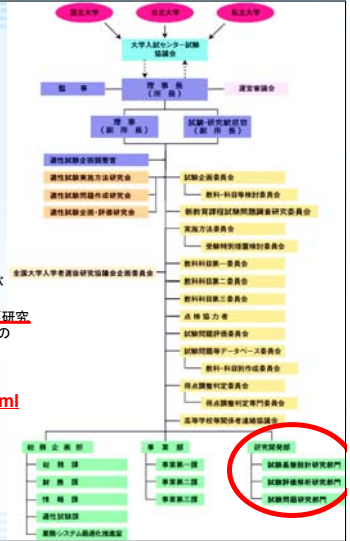 国立大学
公立大学
私立大学
大学入試センター試験
協議会
理事長
(所長)
監事
運営審議会
理事
(副所長)
試験・研究統括官
(副所長)
適性試験企画調査官
適性試験実施方法研究会
適性試験問題作成研究会
適性試験企画・評価研究会
試験企画委員会
教科・科目等検討委員会
新教育課程試験問題調査研究委員会
実施方法委員会
受験特別措置検討委員会
全国大学入学者選抜研究協議会企画委員会
教科科目第一委員会
教科科目第二委員会
教科科目第三委員会
点検協力者
試験問題評価委員会
試験問題等データベース委員会
教科・科目別作成委員会
得点調整判定委員会
得点調整判定専門委員会
高等学校等関係者連絡協議会
が
研究
の
ml
総務企画部
総務課
財務課
情報課
適性試験課
業務・システム最適化推進室
事業部
事業第一課
事業第二課
事業第三課
研究開発部
試験基盤設計研究部門
試験評価解析研究部門
試験問題研究部門